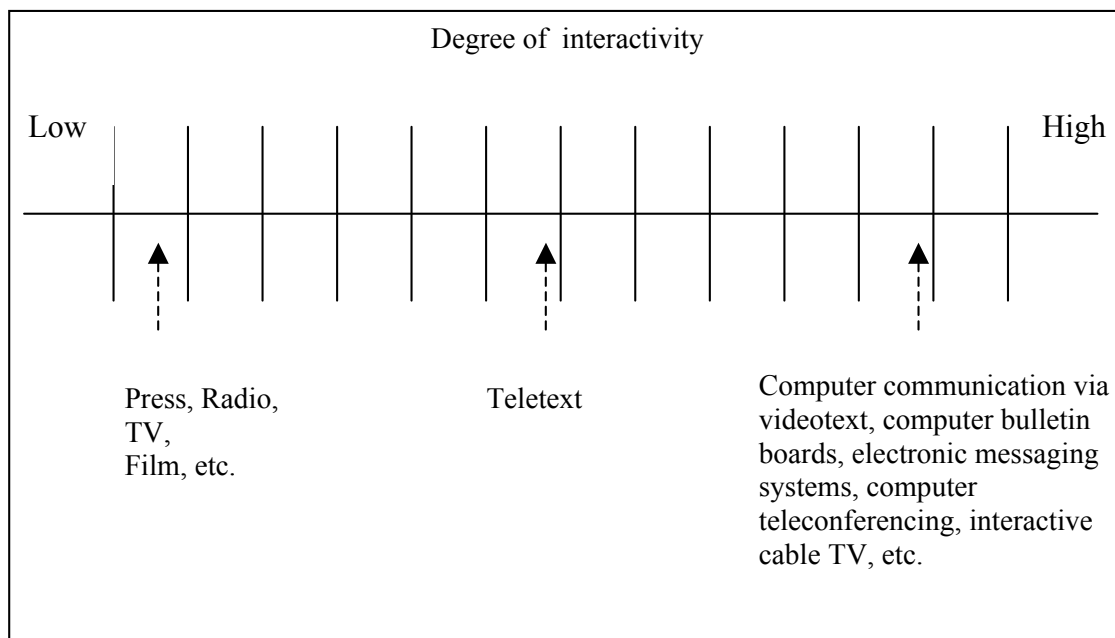 Degree of interactivity
Low
High
Press, Radio,
TV,
Film, etc.
Teletext
Computer communication via
videotext, computer bulletin
boards, electronic messaging
systems, computer
teleconferencing, interactive
cable TV, etc.